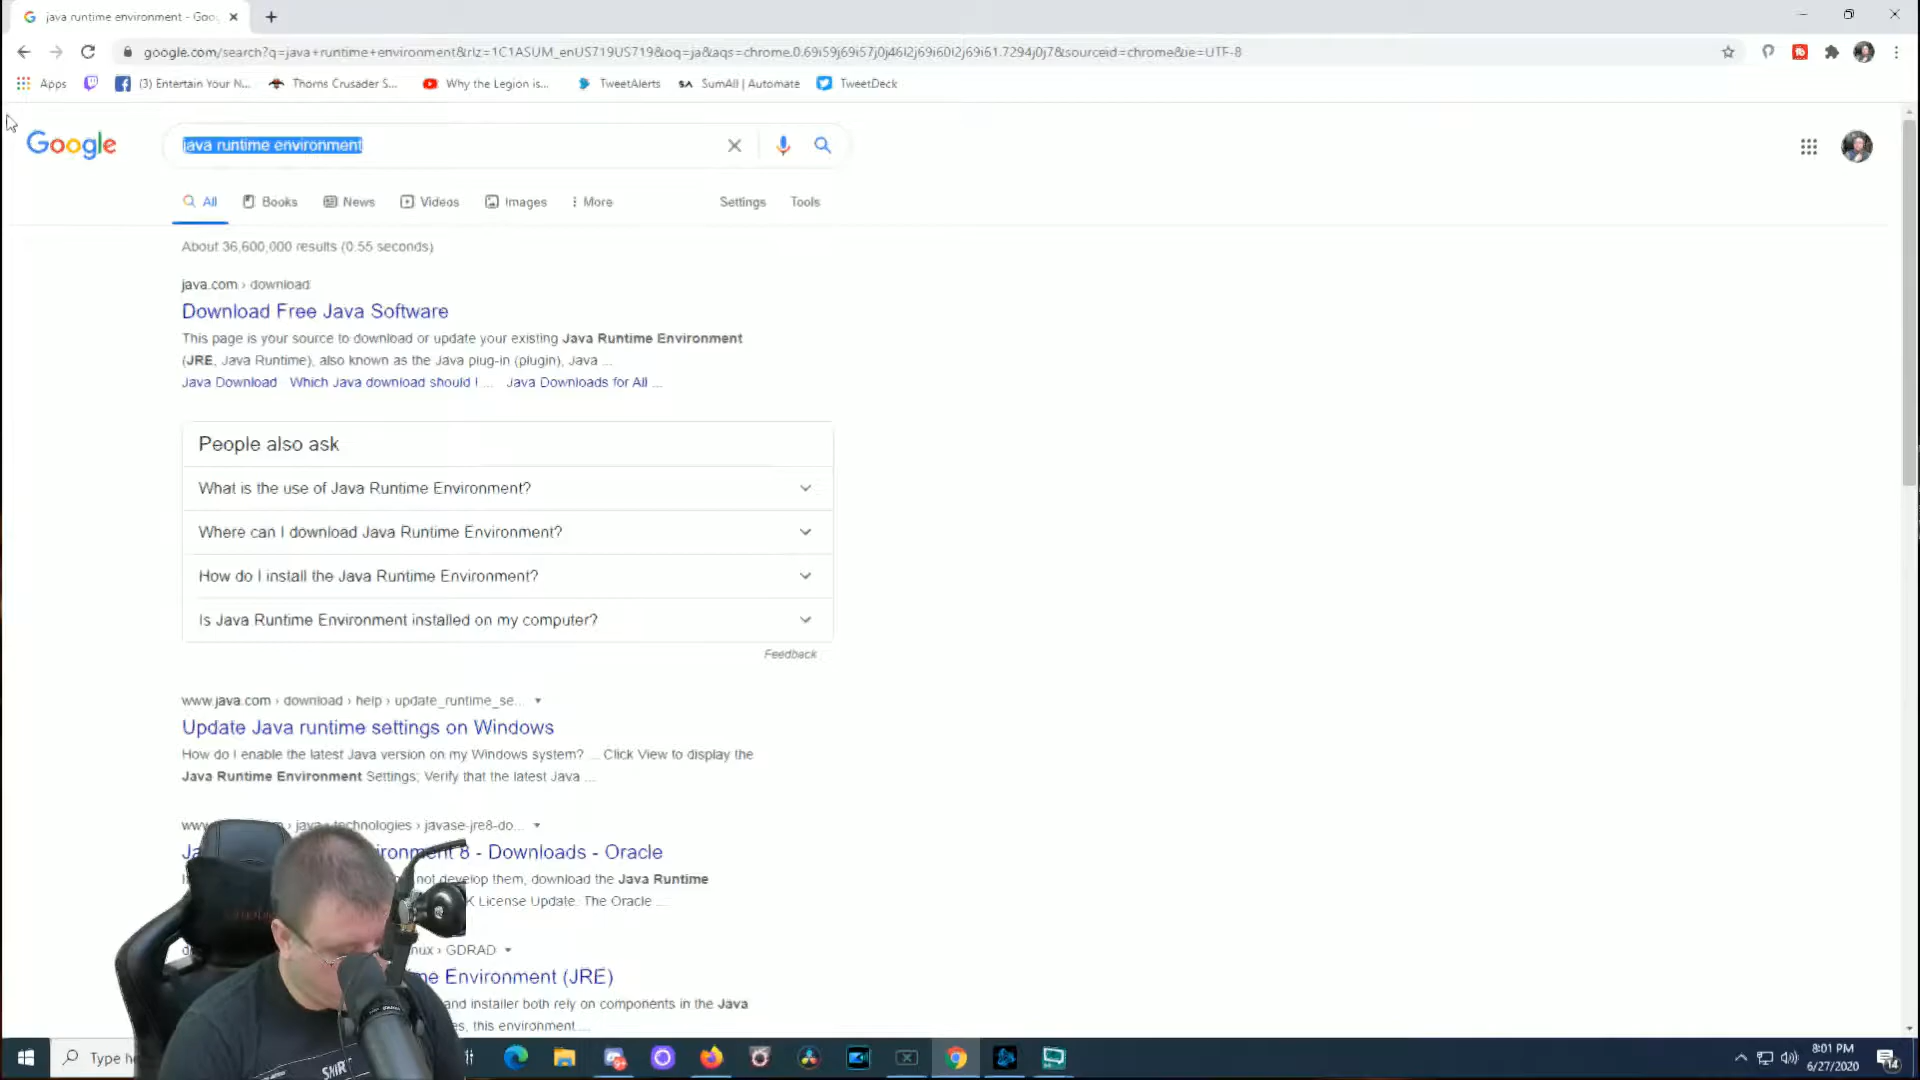 java runtime environment - Goo
google.com/search?q=java+runtime+environment&rlz=1C1ASUM_enUS719US719&oq=ja&aqs=chrome.0.69i59j69i57j0j46l2j69i60l2j69i61.7294j0j7&sourceid=chrome&ie=UTF-8
Apps
(3) Entertain Your N...
Thorns Crusader S...
Why the Legion is...
TweetAlerts
SA SumAll | Automate
TweetDeck
Google
java runtime environment
All
Books
News
Videos
Images
More
Settings
Tools
About 36,600,000 results (0.55 seconds)
java.com › download
Download Free Java Software
This page is your source to download or update your existing Java Runtime Environment
(JRE, Java Runtime), also known as the Java plug-in (plugin), Java ...
Java Download Which Java download should I ... Java Downloads for All ...
People also ask
What is the use of Java Runtime Environment?
Where can I download Java Runtime Environment?
How do I install the Java Runtime Environment?
Is Java Runtime Environment installed on my computer?
Feedback
www.java.com › download › help › update_runtime_se...
Update Java runtime settings on Windows
How do I enable the latest Java version on my Windows system? ... Click View to display the
Java Runtime Environment Settings; Verify that the latest Java ...
java › technologies › javase-jre8-do...
8 - Downloads - Oracle
not develop them, download the Java Runtime
License Update. The Oracle ...
› GDRAD
Environment (JRE)
and installer both rely on components in the Java
this environment ...
Type
8:01 PM
6/27/2020
14